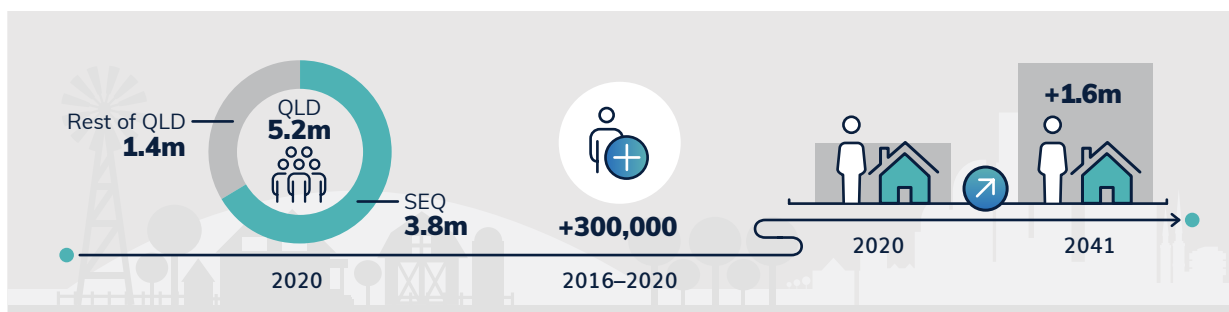 Rest of QLD
1.4m
QLD
5.2m
SEQ
3.8m
2020
+300,000
2016–2020
2020
+1.6m
2041